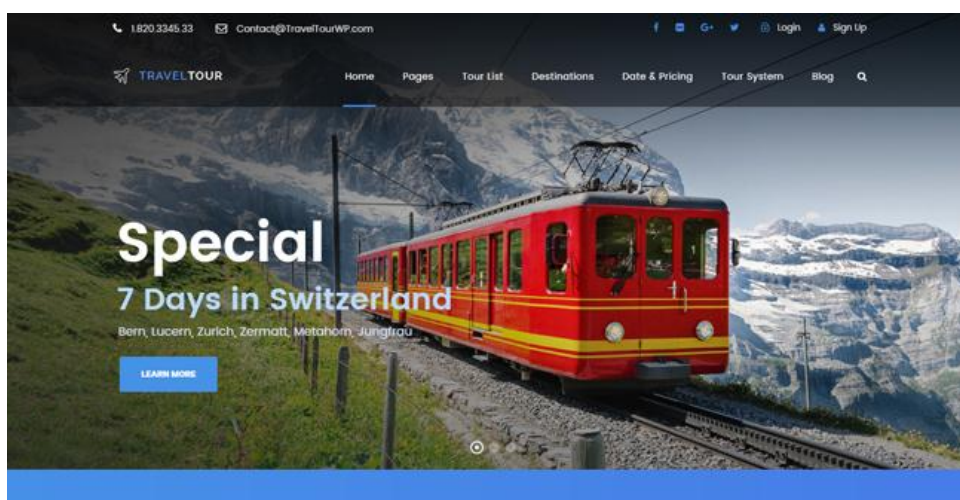 1.820.3345.33 Contact@TravelTourWP.com Login Sign Up
TRAVELTOUR Home Pages Tour List Destinations Date & Pricing Tour System Blog
Special
7 Days in Switzerland
Bern, Lucern, Zurich, Zermatt, Metahorn, Jungfrau
LEARN MORE